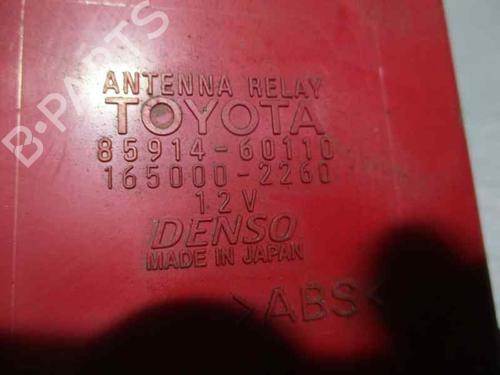 B-PARTS
ANTENNA RELAY
TOYOTA
85914-60110
165000-2260
12V
DENSO
MADE IN JAPAN
>ABS<